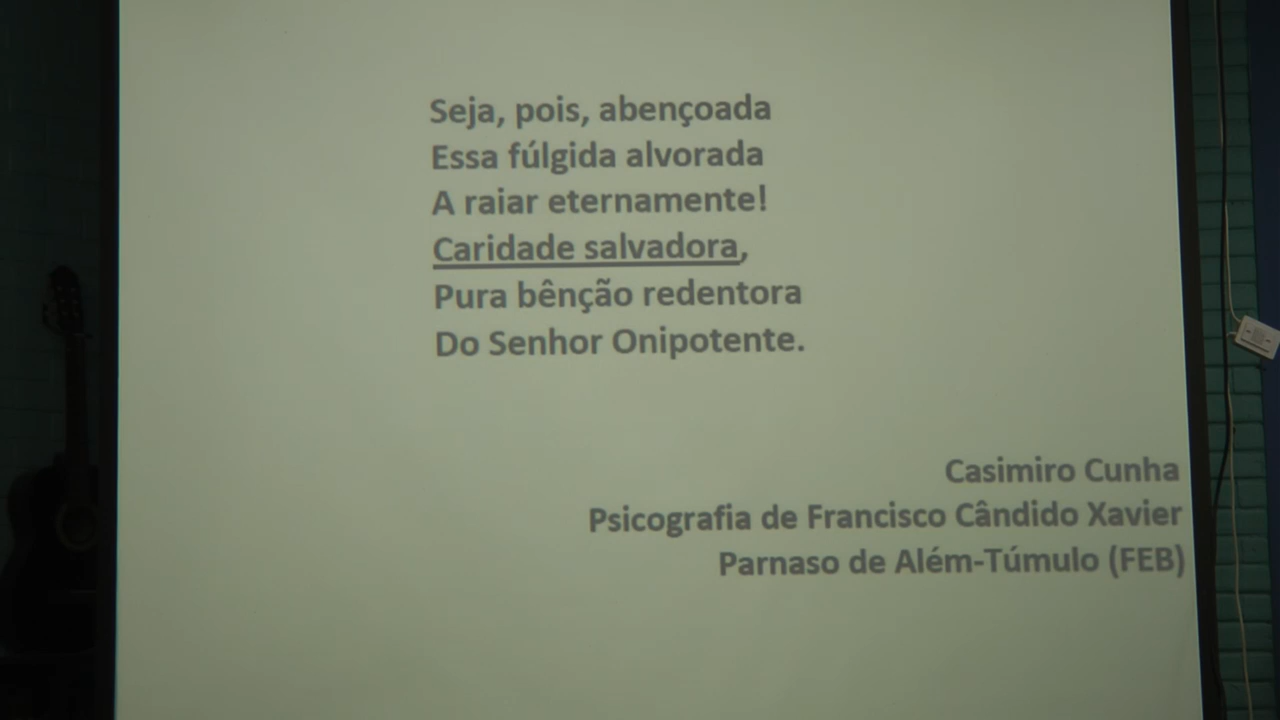 Seja, pois, abençoada
Essa fúlgida alvorada
A raiar eternamente!
Caridade salvadora,
Pura bênção redentora
Do Senhor Onipotente.
Casimiro Cunha
Psicografia de Francisco Cândido Xavier
Parnaso de Além-Túmulo (FEB)